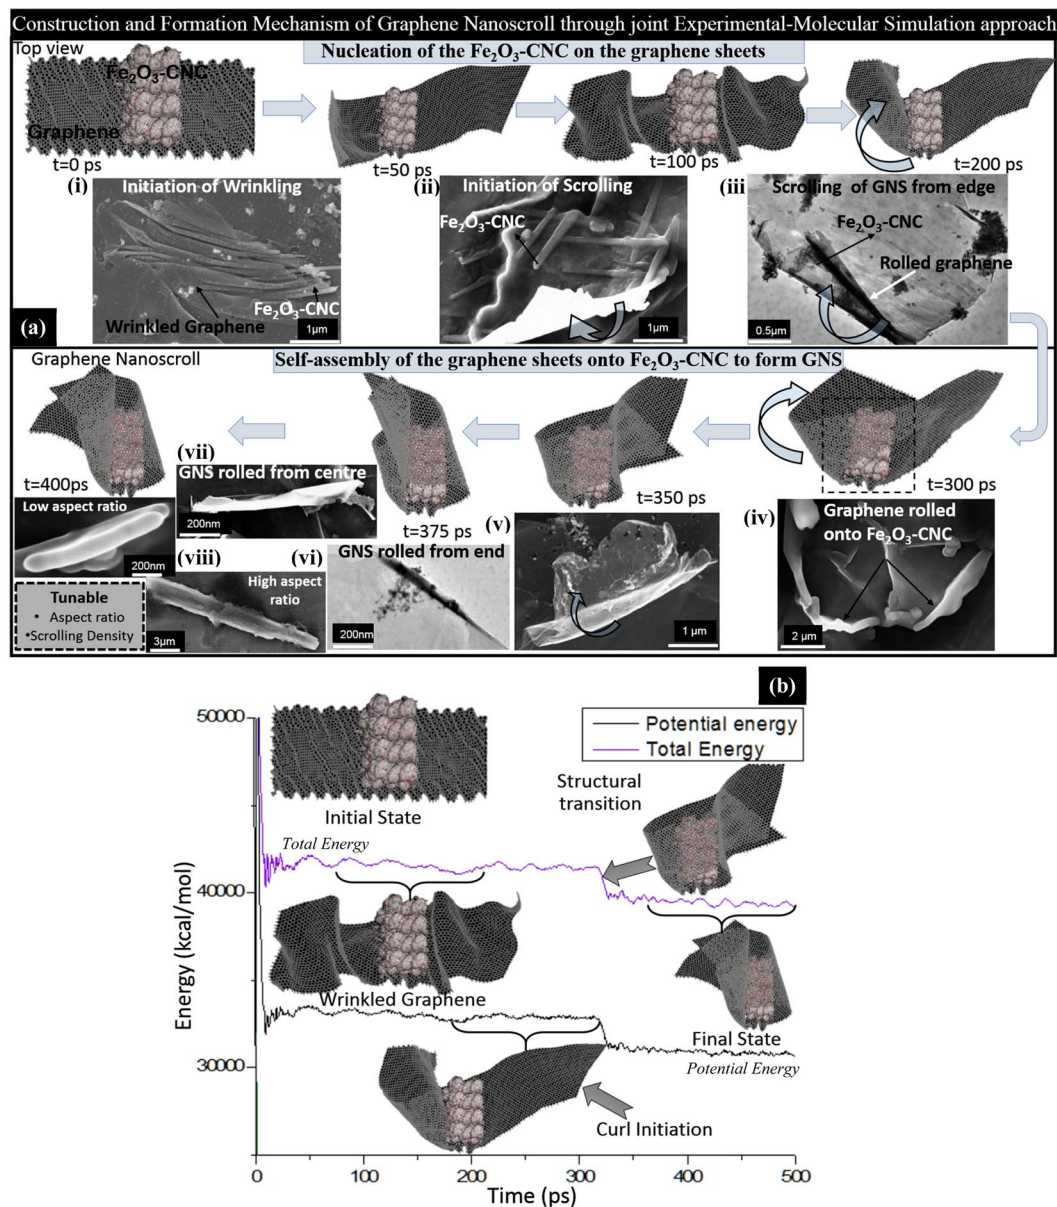 Construction and Formation Mechanism of Graphene Nanoscroll through joint Experimental-Molecular Simulation approach
Top view
Nucleation of the Fe₂O₃-CNC on the graphene sheets
Fe₂O₃-CNC
Graphene
t=0 ps
t=50 ps
t=100 ps
t=200 ps
(i)
Initiation of Wrinkling
Wrinkled Graphene
Fe₂O₃-CNC
1μm
(ii)
Initiation of Scrolling
Fe₂O₃-CNC
1μm
(iii)
Scrolling of GNS from edge
Fe₂O₃-CNC
Rolled graphene
0.5μm
(a)
Graphene Nanoscroll
Self-assembly of the graphene sheets onto Fe₂O₃-CNC to form GNS
t=400ps
t=375 ps
t=350 ps
t=300 ps
(vii)
GNS rolled from centre
200nm
Low aspect ratio
200nm
(viii)
High aspect
ratio
3μm
(vi)
GNS rolled from end
200nm
(v)
1 μm
(iv)
Graphene rolled
onto Fe₂O₃-CNC
2 μm
Tunable
• Aspect ratio
•Scrolling Density
(b)
50000
40000
30000
Energy (kcal/mol)
Potential energy
Total Energy
Initial State
Structural
transition
Total Energy
Wrinkled Graphene
Final State
Potential Energy
Curl Initiation
0
100
200
300
400
500
Time (ps)